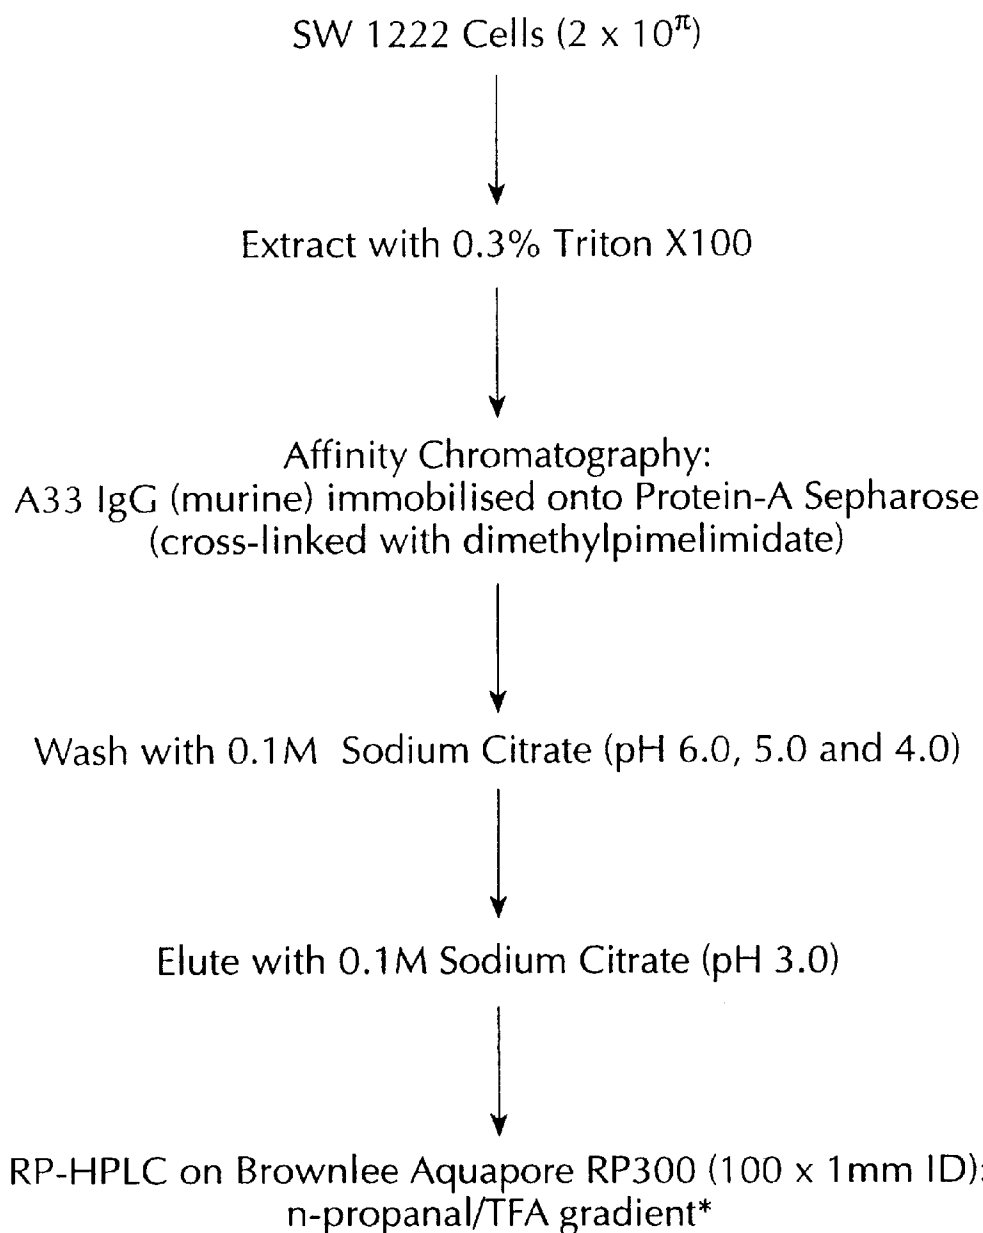 SW 1222 Cells (2 x 10^π)
Extract with 0.3% Triton X100
Affinity Chromatography:
A33 IgG (murine) immobilised onto Protein-A Sepharose
(cross-linked with dimethylpimelimidate)
Wash with 0.1M Sodium Citrate (pH 6.0, 5.0 and 4.0)
Elute with 0.1M Sodium Citrate (pH 3.0)
RP-HPLC on Brownlee Aquapore RP300 (100 x 1mm ID):
n-propanal/TFA gradient*